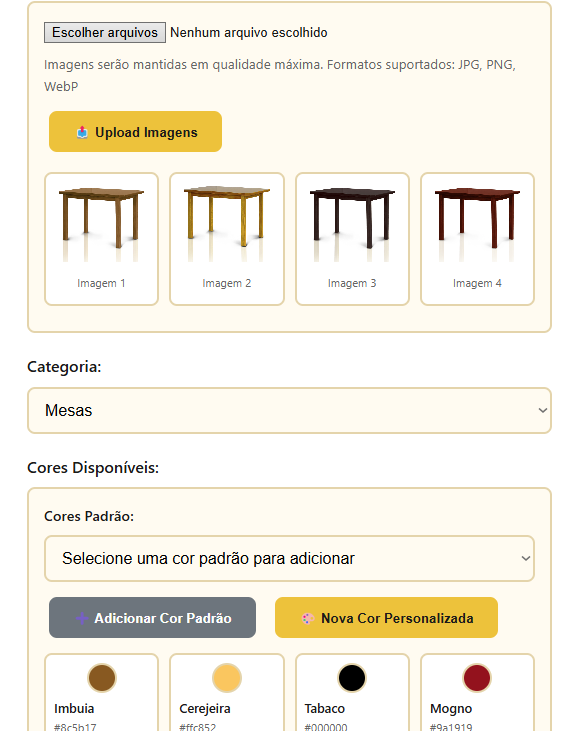 Escolher arquivos Nenhum arquivo escolhido
Imagens serão mantidas em qualidade máxima. Formatos suportados: JPG, PNG,
WebP
Upload Imagens
Imagem 1 Imagem 2 Imagem 3 Imagem 4
Categoria:
Mesas
Cores Disponíveis:
Cores Padrão:
Selecione uma cor padrão para adicionar
Adicionar Cor Padrão Nova Cor Personalizada
Imbuia Cerejeira Tabaco Mogno
#8c5b17 #ffc852 #000000 #9a1919